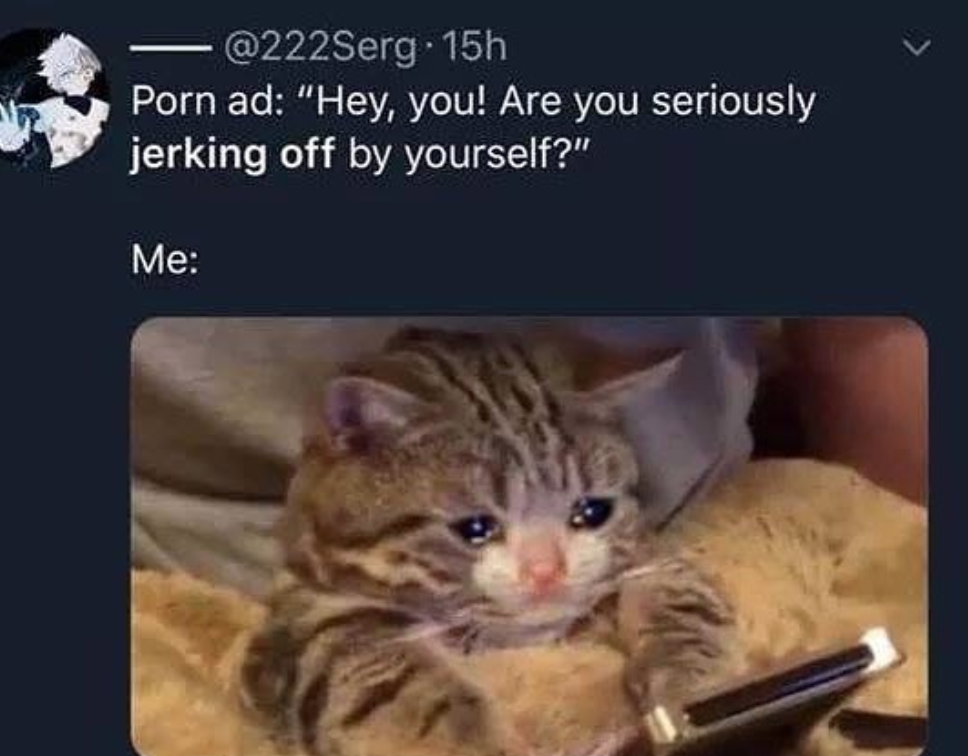 @222Serg · 15h
Porn ad: “Hey, you! Are you seriously
jerking off by yourself?”
Me: